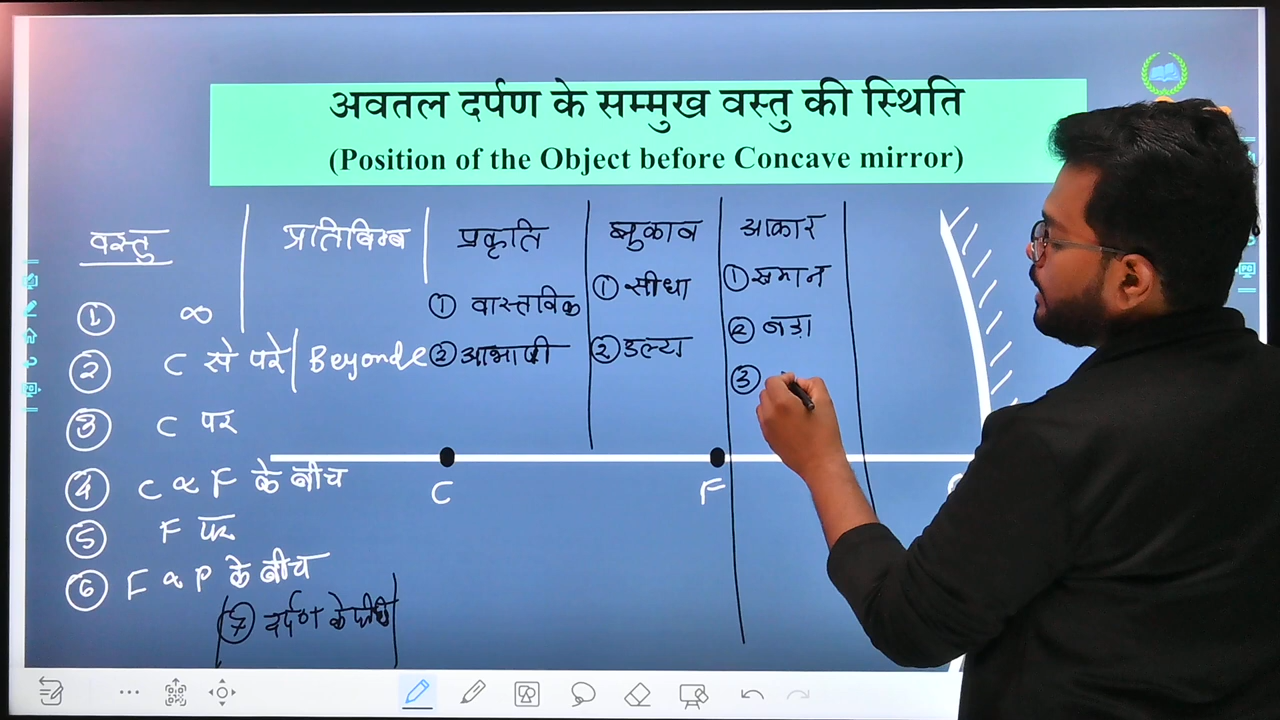 अवतल दर्पण के सम्मुख वस्तु की स्थिति
(Position of the Object before Concave mirror)
वस्तु प्रतिबिम्ब प्रकृति झुकाव आकार
① वास्तविक ① सीधा ① समान
② आभाषी ② उल्टा ② बड़ा
③
① ∞
② C से परे/Beyonde
③ C पर
④ C α F के बीच
⑤ F पर
⑥ F α P के बीच
⑦ दर्पण के पीछे
C F